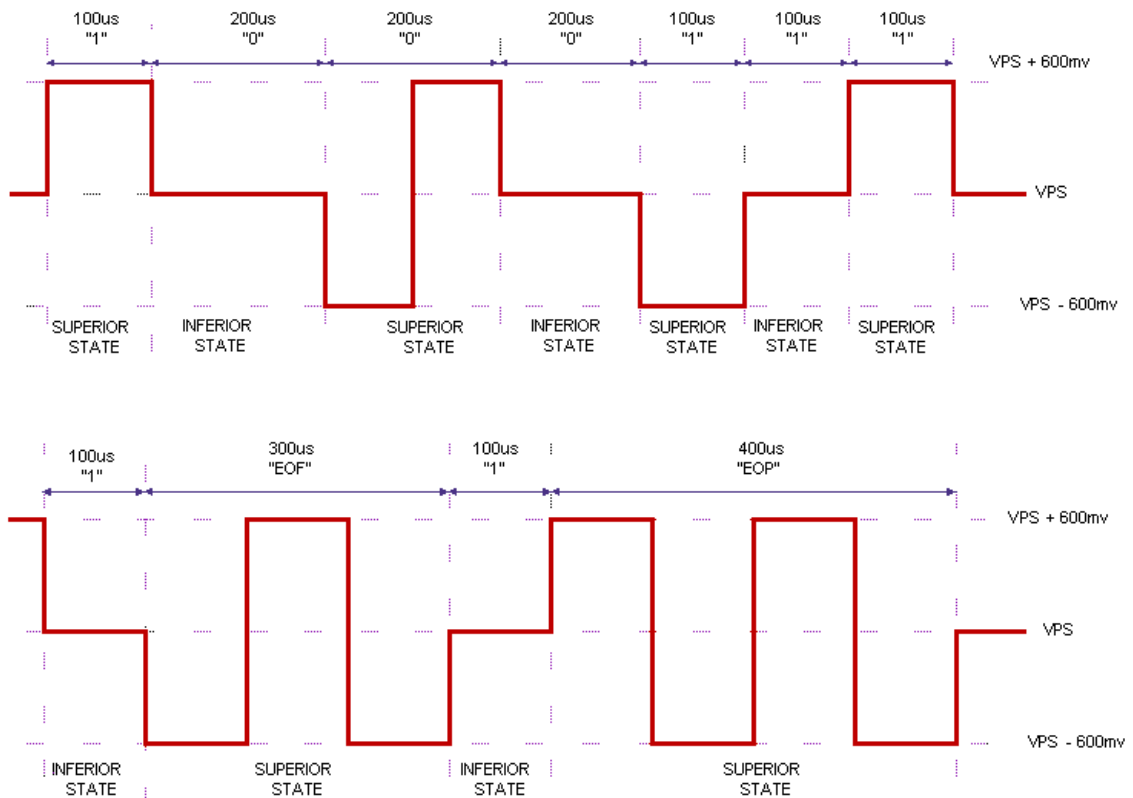 100us 200us 200us 200us 100us 100us 100us
"1" "0" "0" "0" "1" "1" "1"
VPS + 600mv
VPS
VPS - 600mv
SUPERIOR INFERIOR SUPERIOR INFERIOR SUPERIOR INFERIOR SUPERIOR
STATE STATE STATE STATE STATE STATE STATE
100us 300us 100us 400us
"1" "EOF" "1" "EOP"
VPS + 600mv
VPS
VPS - 600mv
INFERIOR SUPERIOR INFERIOR SUPERIOR
STATE STATE STATE STATE